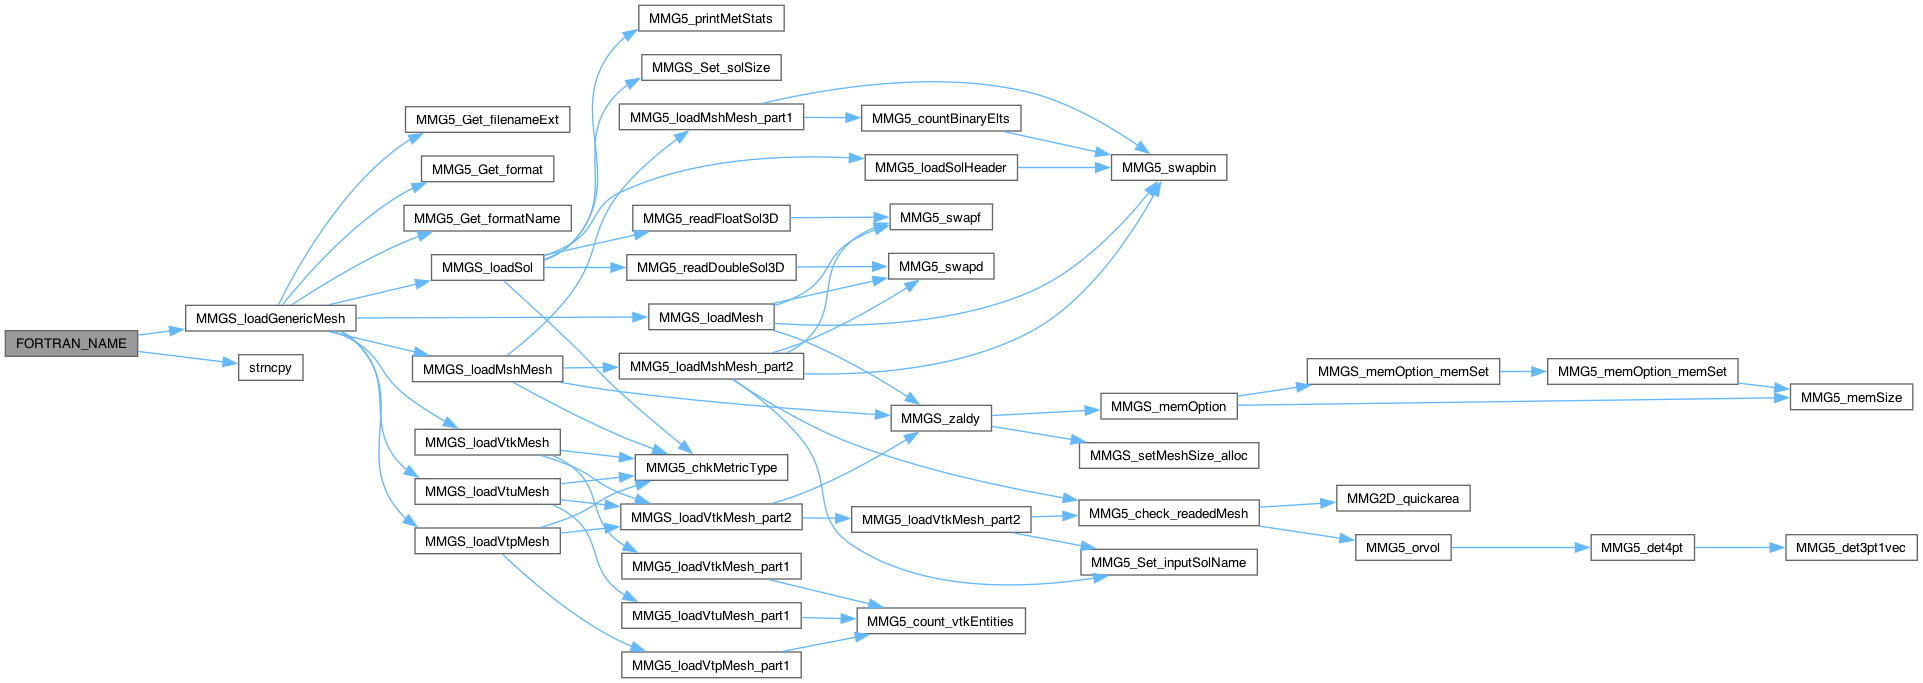 FORTRAN_NAME
MMGS_loadGenericMesh
strncpy
MMG5_Get_filenameExt
MMG5_Get_format
MMG5_Get_formatName
MMGS_loadSol
MMGS_loadMshMesh
MMGS_loadVtkMesh
MMGS_loadVtuMesh
MMGS_loadVtpMesh
MMG5_printMetStats
MMGS_Set_solSize
MMG5_loadMshMesh_part1
MMG5_readFloatSol3D
MMG5_readDoubleSol3D
MMGS_loadMesh
MMG5_loadMshMesh_part2
MMG5_chkMetricType
MMGS_loadVtkMesh_part2
MMG5_loadVtkMesh_part1
MMG5_loadVtuMesh_part1
MMG5_loadVtpMesh_part1
MMG5_countBinaryElts
MMG5_loadSolHeader
MMG5_swapf
MMG5_swapd
MMGS_zaldy
MMG5_loadVtkMesh_part2
MMG5_count_vtkEntities
MMG5_swapbin
MMGS_memOption
MMGS_setMeshSize_alloc
MMG5_check_readedMesh
MMG5_Set_inputSolName
MMGS_memOption_memSet
MMG2D_quickarea
MMG5_orvol
MMG5_memOption_memSet
MMG5_det4pt
MMG5_memSize
MMG5_det3pt1vec